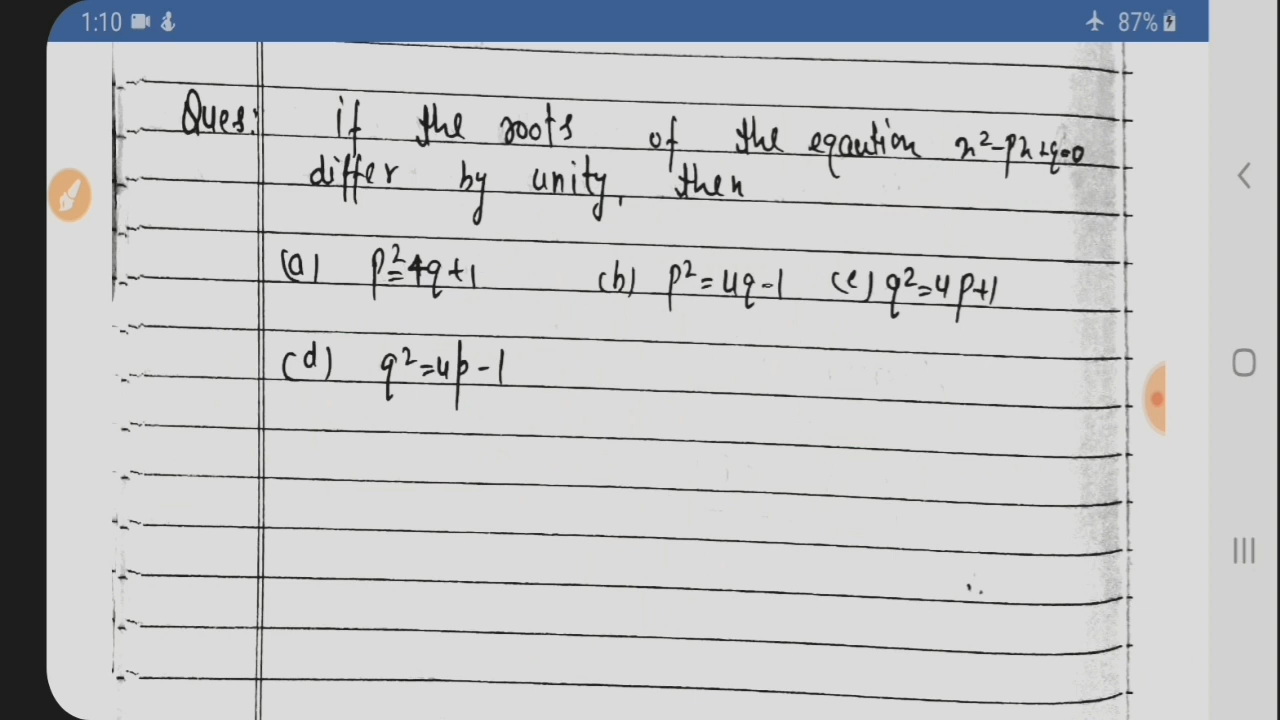 1:10 87%
Ques: if the roots of the eqaution x²-px+q=0
differ by unity, then
(a) p²=4q+1 (b) p²=4q-1 (c) q²=4p+1
(d) q²=4p-1